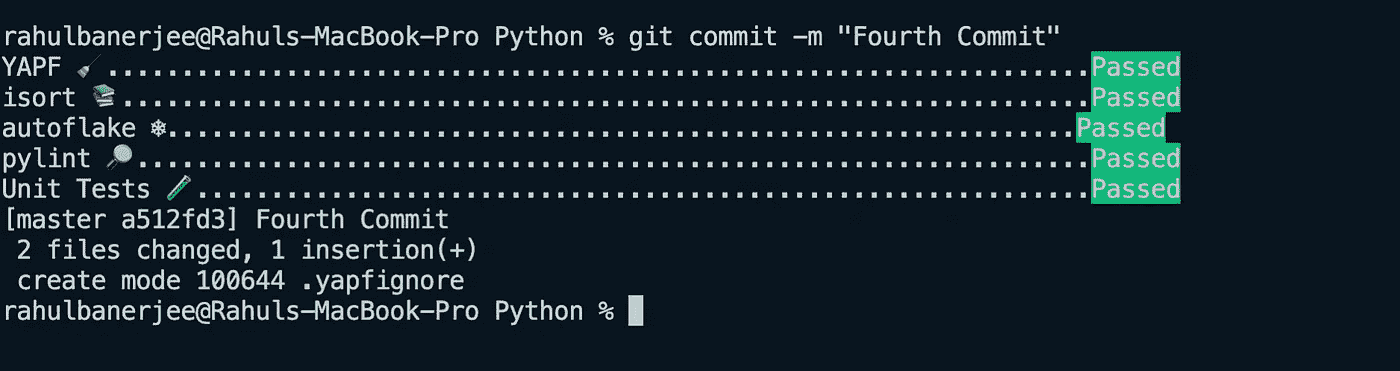 rahulbanerjee@Rahuls-MacBook-Pro Python % git commit -m "Fourth Commit"
YAPF 🧹..................................................................Passed
isort 📚.................................................................Passed
autoflake ❄.............................................................Passed
pylint 🔎................................................................Passed
Unit Tests 🧪............................................................Passed
[master a512fd3] Fourth Commit
 2 files changed, 1 insertion(+)
 create mode 100644 .yapfignore
rahulbanerjee@Rahuls-MacBook-Pro Python %